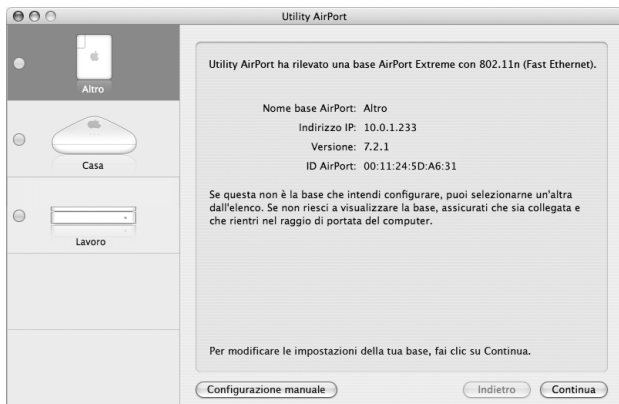 Utility AirPort
Altro
Casa
Lavoro
Utility AirPort ha rilevato una base AirPort Extreme con 802.11n (Fast Ethernet).
Nome base AirPort: Altro
Indirizzo IP: 10.0.1.233
Versione: 7.2.1
ID AirPort: 00:11:24:5D:A6:31
Se questa non è la base che intendi configurare, puoi selezionarne un'altra
dall'elenco. Se non riesci a visualizzare la base, assicurati che sia collegata e
che rientri nel raggio di portata del computer.
Per modificare le impostazioni della tua base, fai clic su Continua.
Configurazione manuale
Indietro
Continua